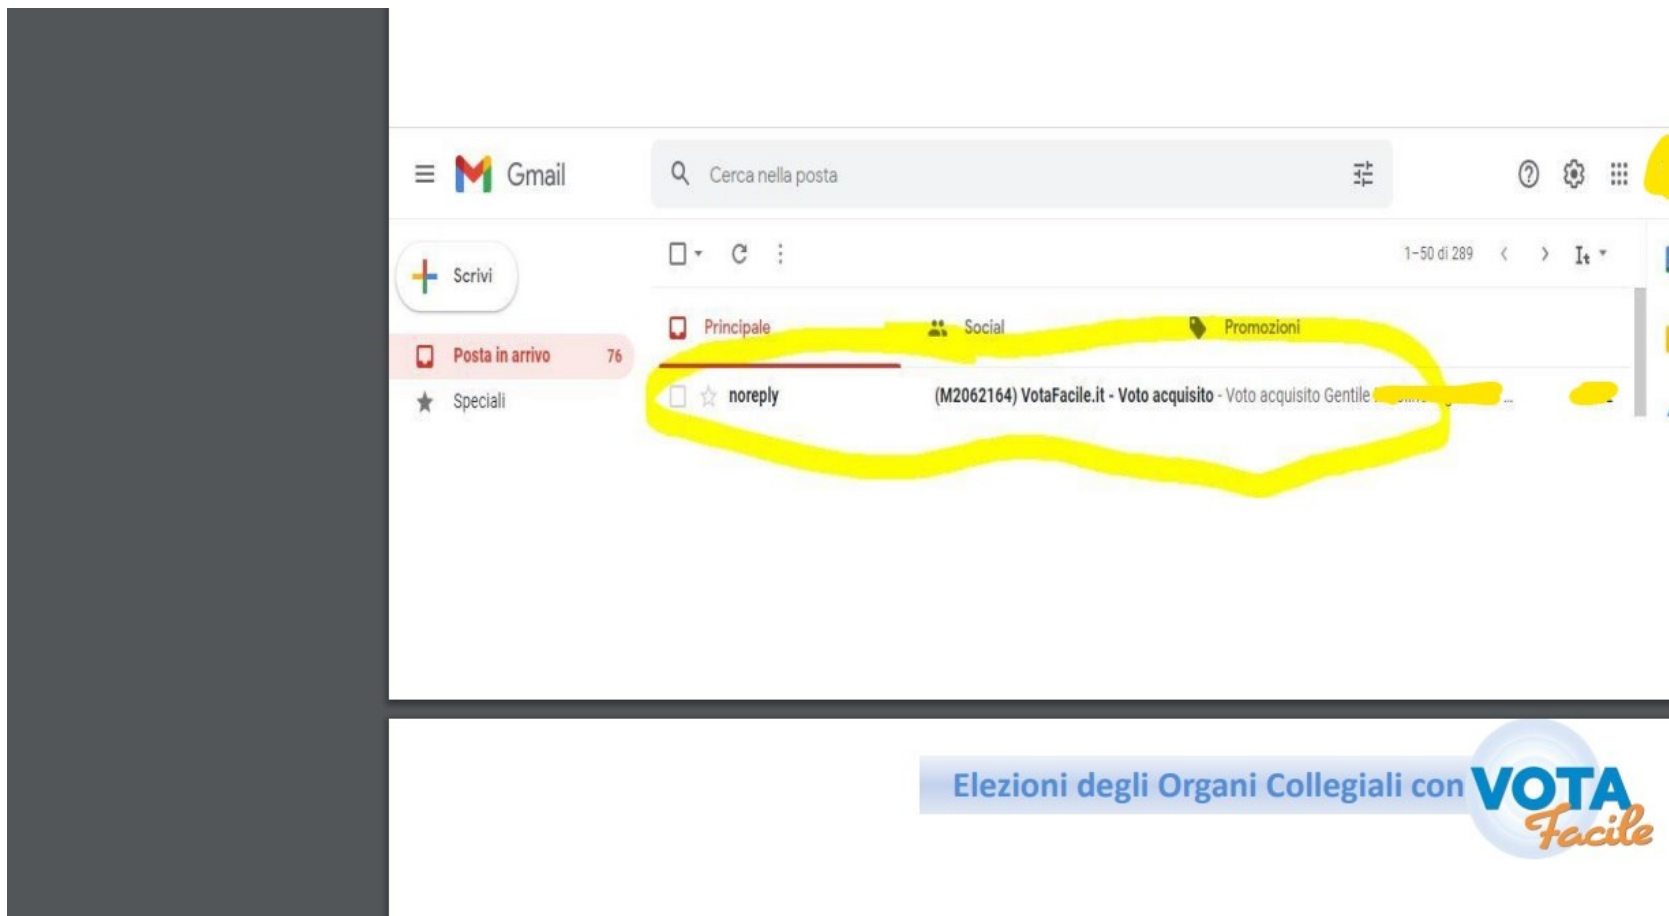 Gmail
Cerca nella posta
Scrivi
1-50 di 289
Principale
Social
Promozioni
Posta in arrivo 76
noreply (M2062164) VotaFacile.it - Voto acquisito - Voto acquisito Gentile ...
Speciali
Elezioni degli Organi Collegiali con VOTA
Facile